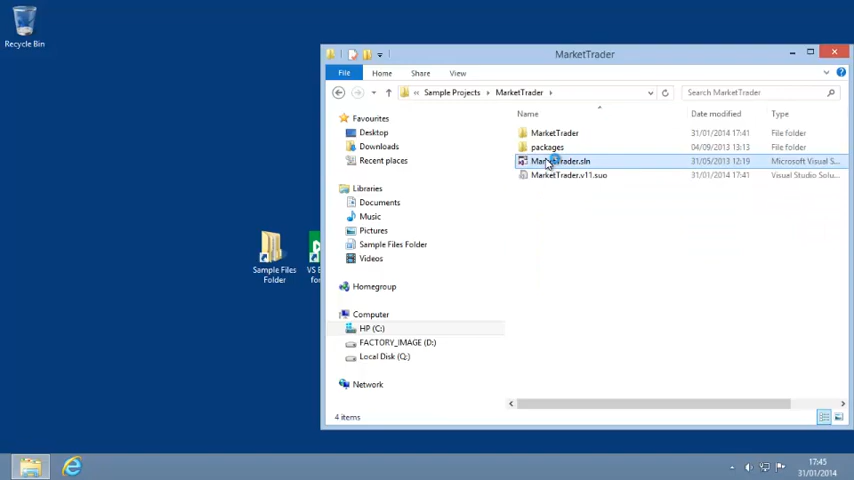 Recycle Bin
MarketTrader
File
Home
Share
View
« Sample Projects MarketTrader
Search MarketTrader
Name
Date modified
Type
Favourites
Desktop
Downloads
Recent places
Libraries
Documents
Music
Pictures
Sample Files Folder
Videos
Homegroup
Computer
HP (C:)
FACTORY_IMAGE (D:)
Local Disk (Q:)
Network
MarketTrader 31/01/2014 17:41 File folder
packages 04/09/2013 13:13 File folder
MarketTrader.sln 31/05/2013 12:19 Microsoft Visual S...
MarketTrader.v11.suo 31/01/2014 17:41 Visual Studio Solu...
Sample Files
Folder
VS E
for
4 items
17:45
31/01/2014